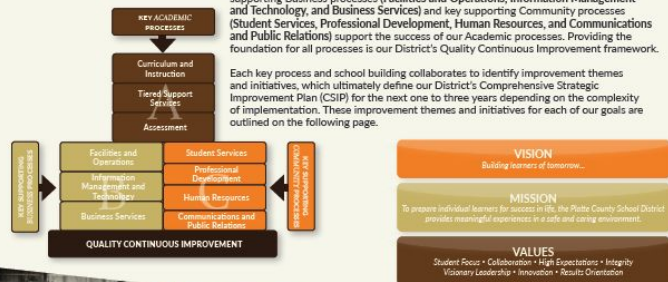 and Technology, and Business Services) and key supporting Community processes
(Student Services, Professional Development, Human Resources, and Communications
and Public Relations) support the success of our Academic processes. Providing the
foundation for all processes is our District's Quality Continuous Improvement framework.
Each key process and school building collaborates to identify improvement themes
and initiatives, which ultimately define our District's Comprehensive Strategic
Improvement Plan (CSIP) for the next one to three years depending on the complexity
of implementation. These improvement themes and initiatives for each of our goals are
outlined on the following page.
KEY ACADEMIC
PROCESSES
Curriculum and
Instruction
Tiered Support
Services
A
Assessment
KEY SUPPORTING
BUSINESS PROCESSES
Facilities and
Operations
Information
Management and
Technology
Business Services
Student Services
Professional
Development
C
Human Resources
Communications and
Public Relations
KEY SUPPORTING
COMMUNITY PROCESSES
QUALITY CONTINUOUS IMPROVEMENT
VISION
Building learners of tomorrow...
MISSION
To prepare individual learners for success in life, the Platte County School District
provides meaningful experiences in a safe and caring environment.
VALUES
Student Focus • Collaboration • High Expectations • Integrity
Visionary Leadership • Innovation • Results Orientation